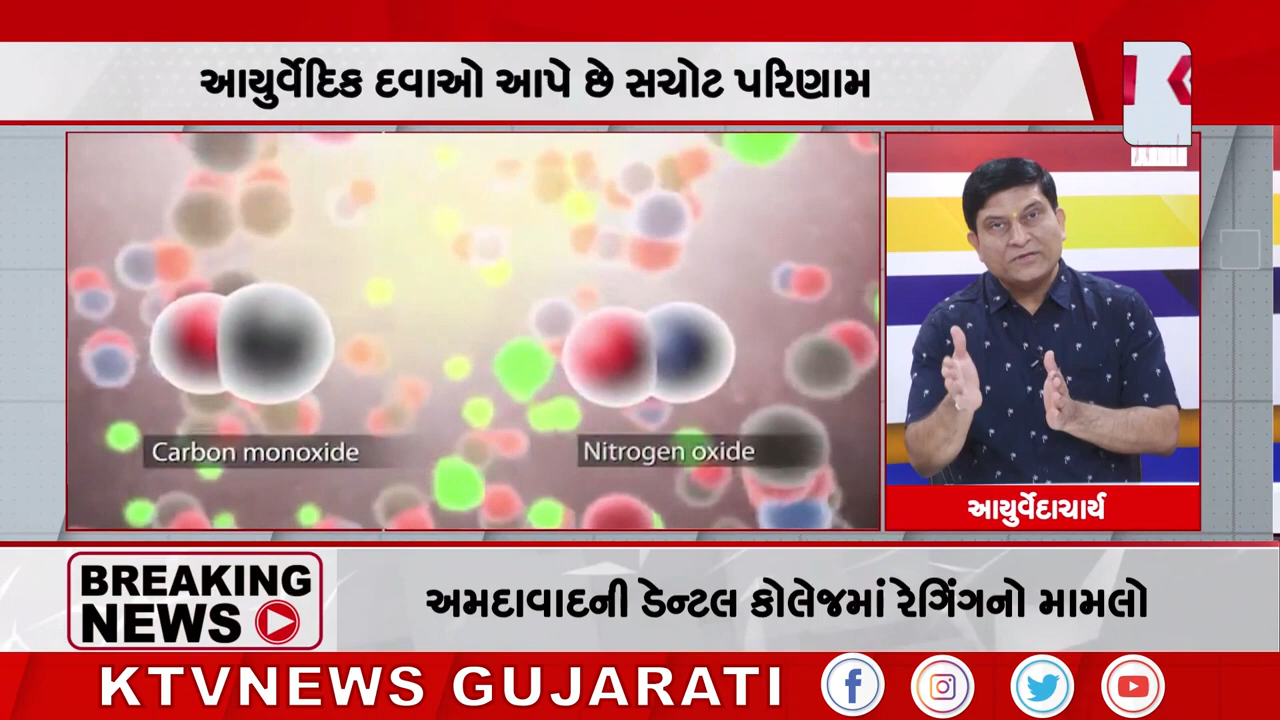 આયુર્વેદિક દવાઓ આપે છે સચોટ પરિણામ
Carbon monoxide
Nitrogen oxide
આયુર્વેદાચાર્ય
BREAKING
NEWS
અમદાવાદની ડેન્ટલ કોલેજમાં રેગિંગનો મામલો
KTVNEWS GUJARATI